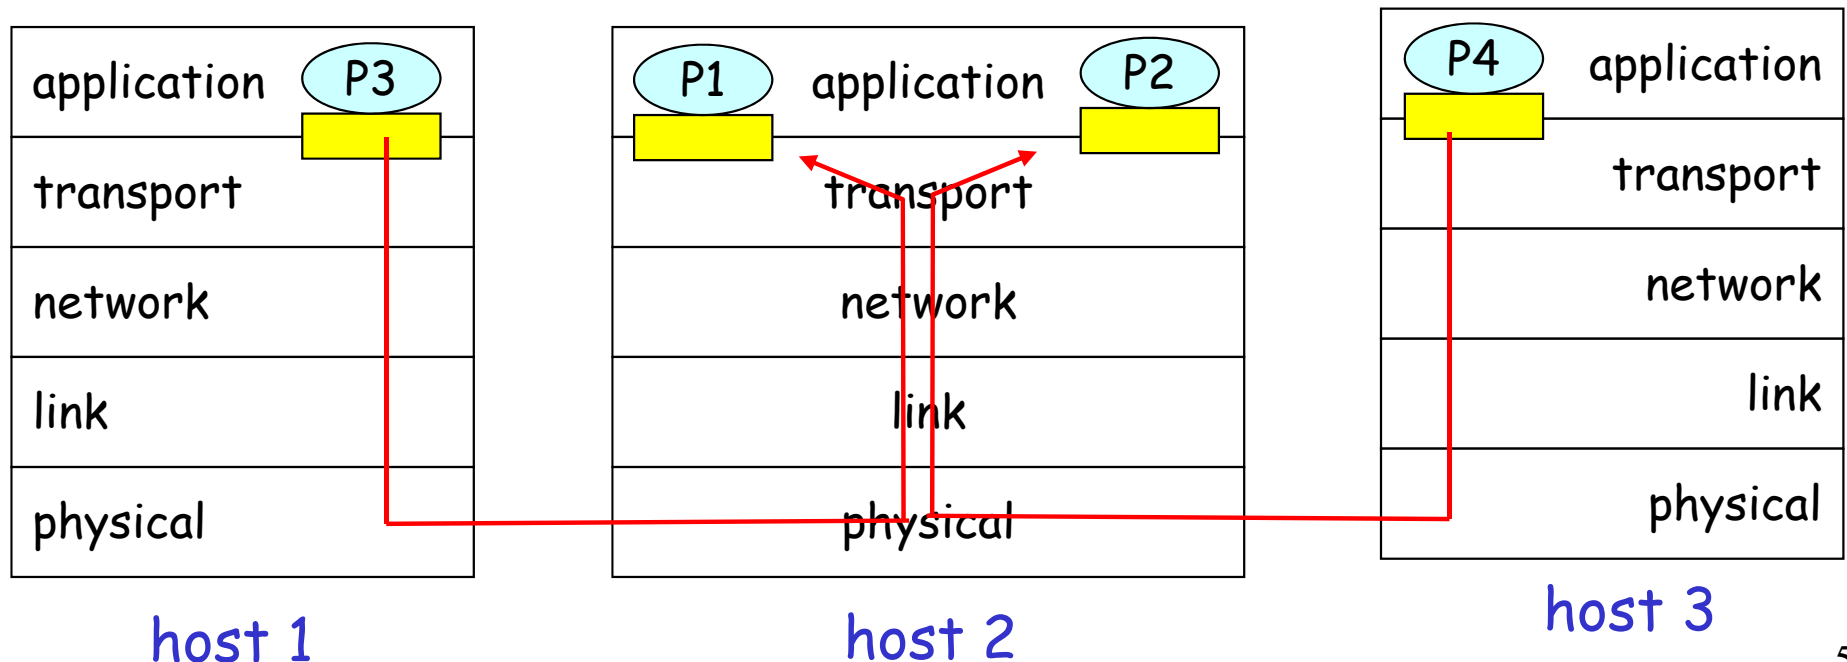 application P3
transport
network
link
physical
host 1
P1 application P2
transport
network
link
physical
host 2
P4 application
transport
network
link
physical
host 3